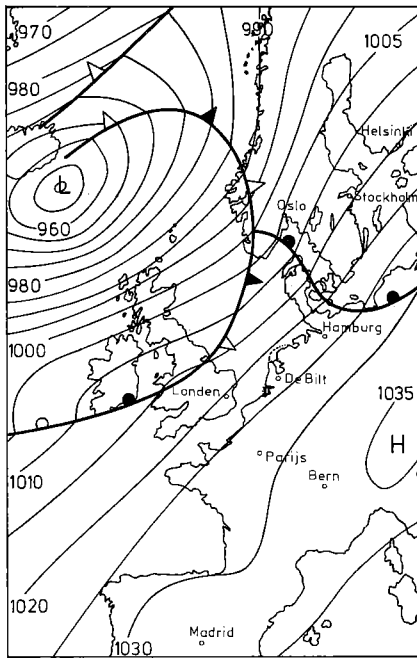 970
990
1005
980
Helsinki
L
Stockholm
Oslo
960
980
Hamburg
1000
De Bilt
Londen
1035
H
Parijs
Bern
1010
1020
Madrid
1030